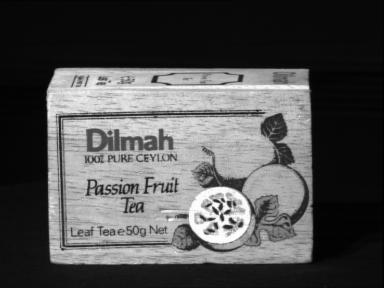 Dilmah
100% PURE CEYLON
Passion Fruit
Tea
Leaf Tea e 50g Net